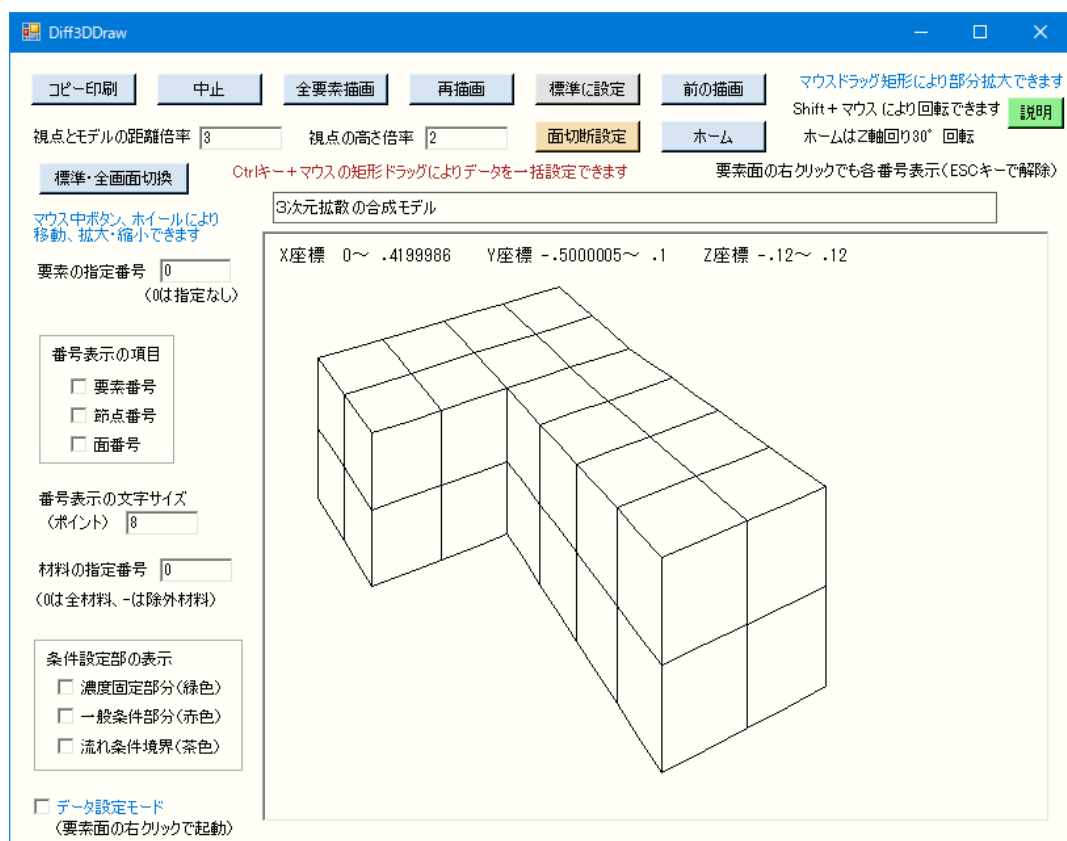 Diff3DDraw
コピー印刷 中止 全要素描画 再描画 標準に設定 前の描画 マウスドラッグ矩形により部分拡大できます
Shift+マウスにより回転できます 説明
視点とモデルの距離倍率 3 視点の高さ倍率 2 面切断設定 ホーム ホームはZ軸回り30° 回転
標準・全画面切換 Ctrlキー+マウスの矩形ドラッグによりデータを一括設定できます 要素面の右クリックでも各番号表示(ESCキーで解除)
マウス中ボタン、ホイールにより
移動、拡大・縮小できます
3次元拡散の合成モデル
X座標 0~ .4199986 Y座標 -.5000005~ .1 Z座標 -.12~ .12
要素の指定番号 0
(0は指定なし)
番号表示の項目
要素番号
節点番号
面番号
番号表示の文字サイズ
(ポイント) 8
材料の指定番号 0
(0は全材料、-は除外材料)
条件設定部の表示
濃度固定部分(緑色)
一般条件部分(赤色)
流れ条件境界(茶色)
データ設定モード
(要素面の右クリックで起動)